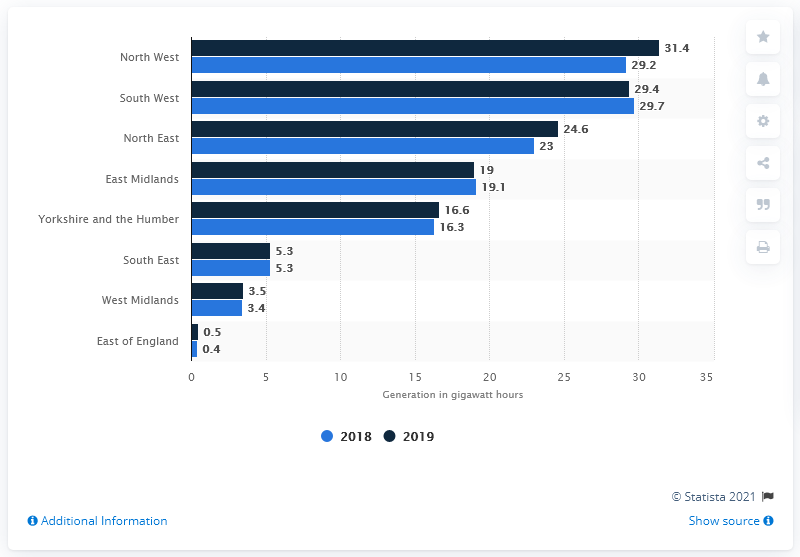 North West
31.4
29.2
South West
29.4
29.7
North East
24.6
23
East Midlands
19
19.1
Yorkshire and the Humber
16.6
16.3
South East
5.3
5.3
West Midlands
3.5
3.4
East of England
0.5
0.4
0 5 10 15 20 25 30 35
Generation in gigawatt hours
2018 2019
© Statista 2021
Additional Information
Show source